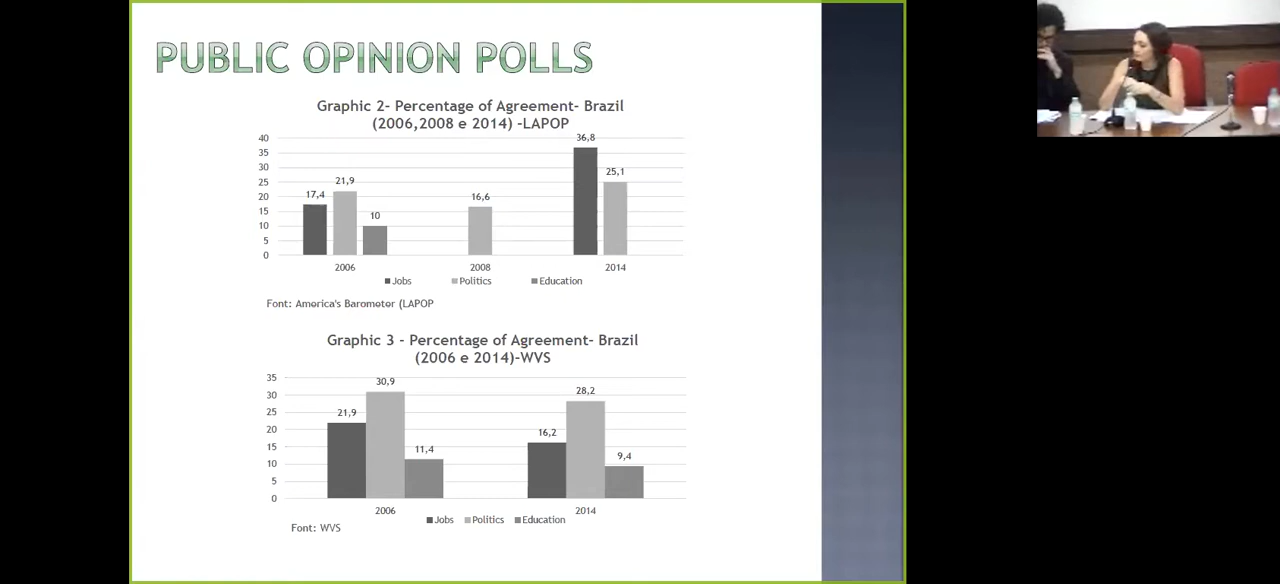 PUBLIC OPINION POLLS
Graphic 2- Percentage of Agreement- Brazil
(2006,2008 e 2014) -LAPOP
40
35
30
25
20
15
10
5
0
17,4
21,9
10
16,6
36,8
25,1
2006
2008
2014
Jobs
Politics
Education
Font: America's Barometer (LAPOP
Graphic 3 - Percentage of Agreement- Brazil
(2006 e 2014)-WVS
35
30
25
20
15
10
5
0
21,9
30,9
11,4
16,2
28,2
9,4
2006
2014
Jobs
Politics
Education
Font: WVS